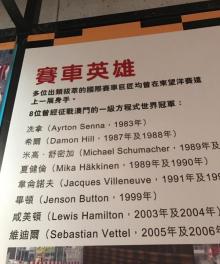 賽車英雄
多位出類拔萃的國際賽車巨匠均曾在東望洋賽道
上一展身手。
8位曾經征戰澳門的一級方程式世界冠軍：
冼拿（Ayrton Senna，1983年）
希爾（Damon Hill，1987年及1988年）
米高·舒密加（Michael Schumacher，1989年及
夏健倫（Mika Häkkinen，1989年及1990年）
韋侖諾夫（Jacques Villeneuve，1991年及19
畢頓（Jenson Button，1999年）
咸美頓（Lewis Hamilton，2003年及2004年）
維迪爾（Sebastian Vettel，2005年及2006年